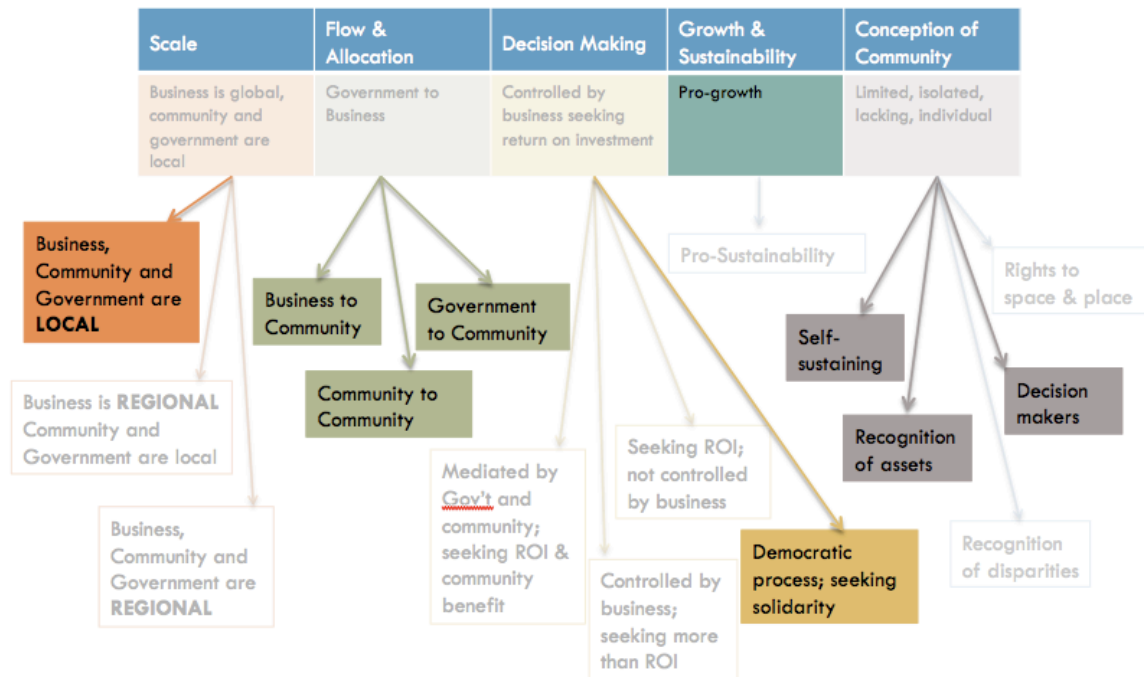 Scale
Flow &
Allocation
Decision Making
Growth &
Sustainability
Conception of
Community
Business is global,
community and
government are
local
Government to
Business
Controlled by
business seeking
return on investment
Pro-growth
Limited, isolated,
lacking, individual
Business,
Community and
Government are
LOCAL
Business is REGIONAL
Community and
Government are local
Business,
Community and
Government are
REGIONAL
Business to
Community
Government
to Community
Community to
Community
Mediated by
Gov't and
community;
seeking ROI &
community
benefit
Seeking ROI;
not controlled
by business
Controlled by
business;
seeking more
than ROI
Democratic
process; seeking
solidarity
Pro-Sustainability
Self-
sustaining
Recognition
of assets
Rights to
space & place
Decision
makers
Recognition
of disparities